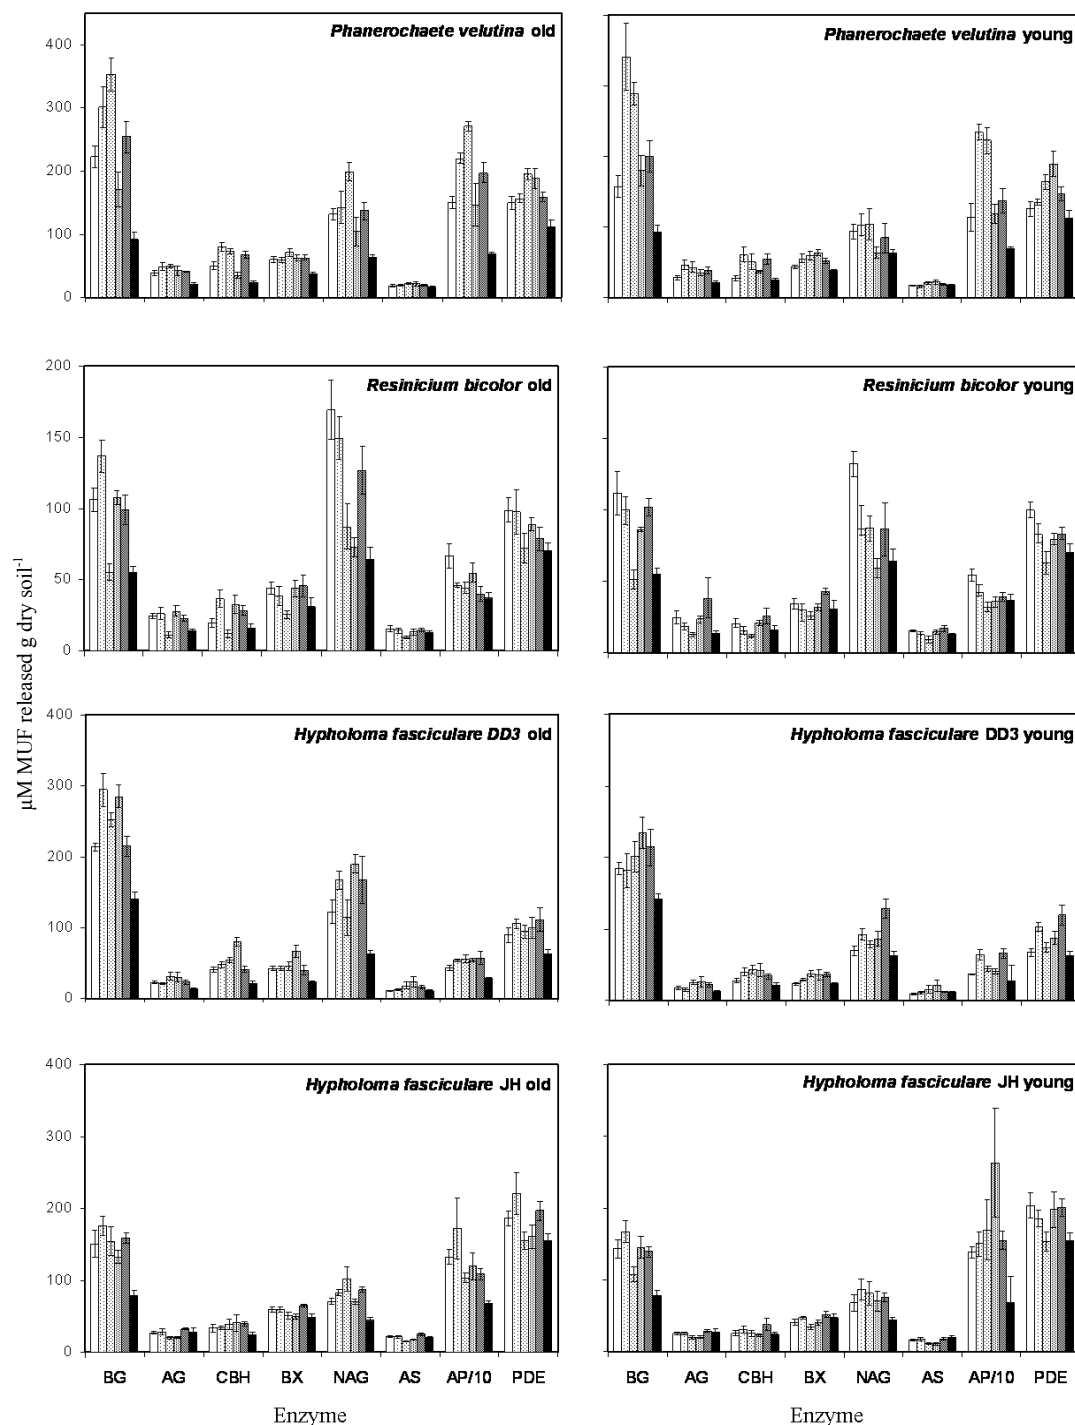 Phanerochaete velutina old
400
300
200
100
0
Phanerochaete velutina young
Resinicium bicolor old
200
150
100
50
0
Resinicium bicolor young
Hypholoma fasciculare DD3 old
400
300
200
100
0
Hypholoma fasciculare DD3 young
Hypholoma fasciculare JH old
400
300
200
100
0
Hypholoma fasciculare JH young
µM MUF released g dry soil⁻¹
BG AG CBH BX NAG AS AP/10 PDE
BG AG CBH BX NAG AS AP/10 PDE
Enzyme
Enzyme